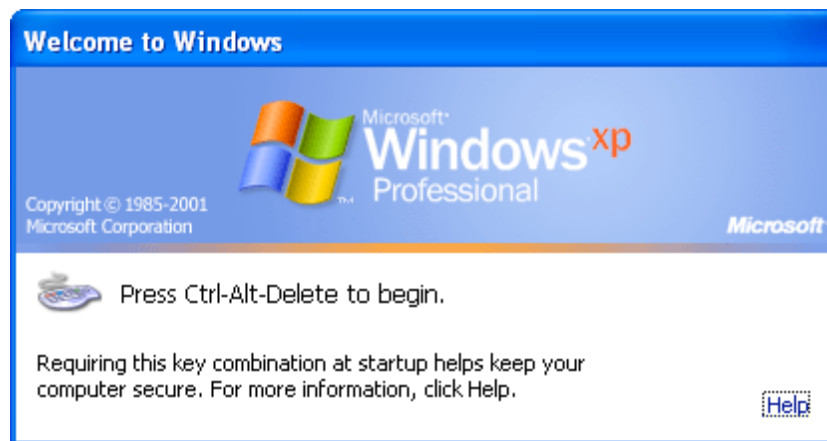 Welcome to Windows
Microsoft®
Windows xp
Professional
TM
Copyright © 1985-2001
Microsoft Corporation
Microsoft
Press Ctrl-Alt-Delete to begin.
Requiring this key combination at startup helps keep your
computer secure. For more information, click Help.
Help